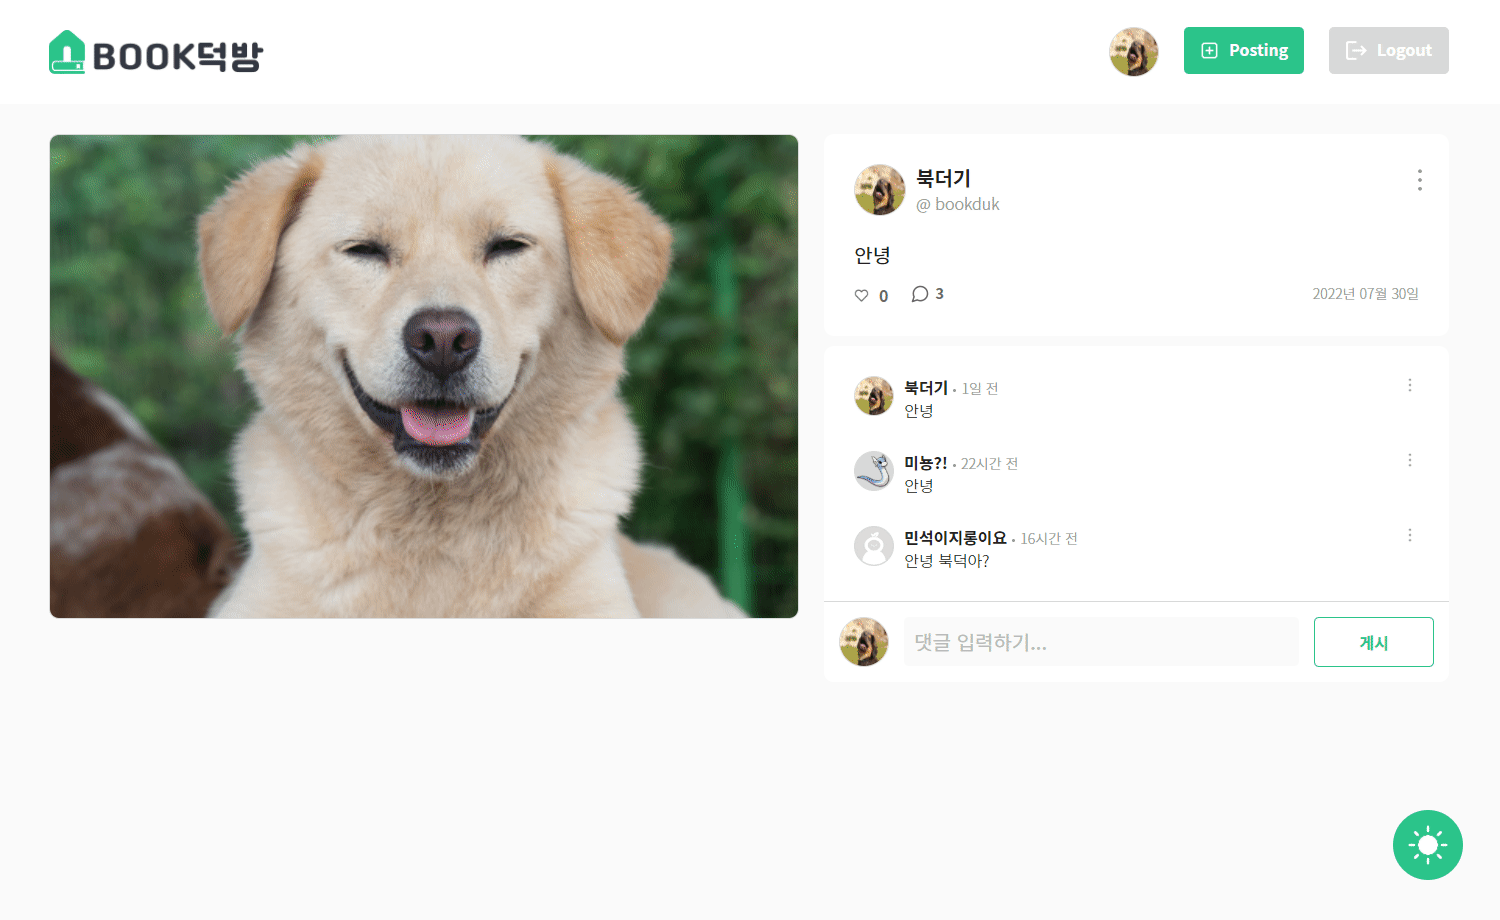 BOOK덕방
Posting
Logout
북더기
@ bookduk
안녕
0
3
2022년 07월 30일
북더기 • 1일 전
안녕
미뇽?! • 22시간 전
안녕
민석이지롱이요 • 16시간 전
안녕 북덕아?
댓글 입력하기...
게시